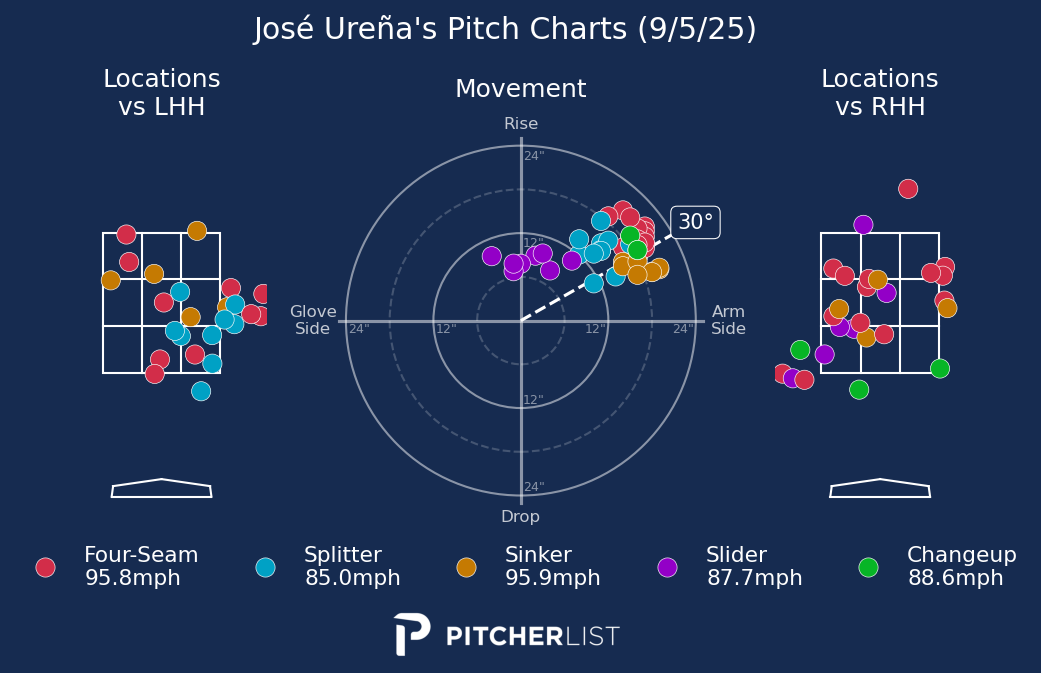 José Ureña's Pitch Charts (9/5/25)
Locations
vs LHH
Movement
Locations
vs RHH
Rise
24"
12"
30°
Glove
Side
24"
12"
12"
24"
Arm
Side
12"
24"
Drop
Four-Seam
95.8mph
Splitter
85.0mph
Sinker
95.9mph
Slider
87.7mph
Changeup
88.6mph
PITCHERLIST